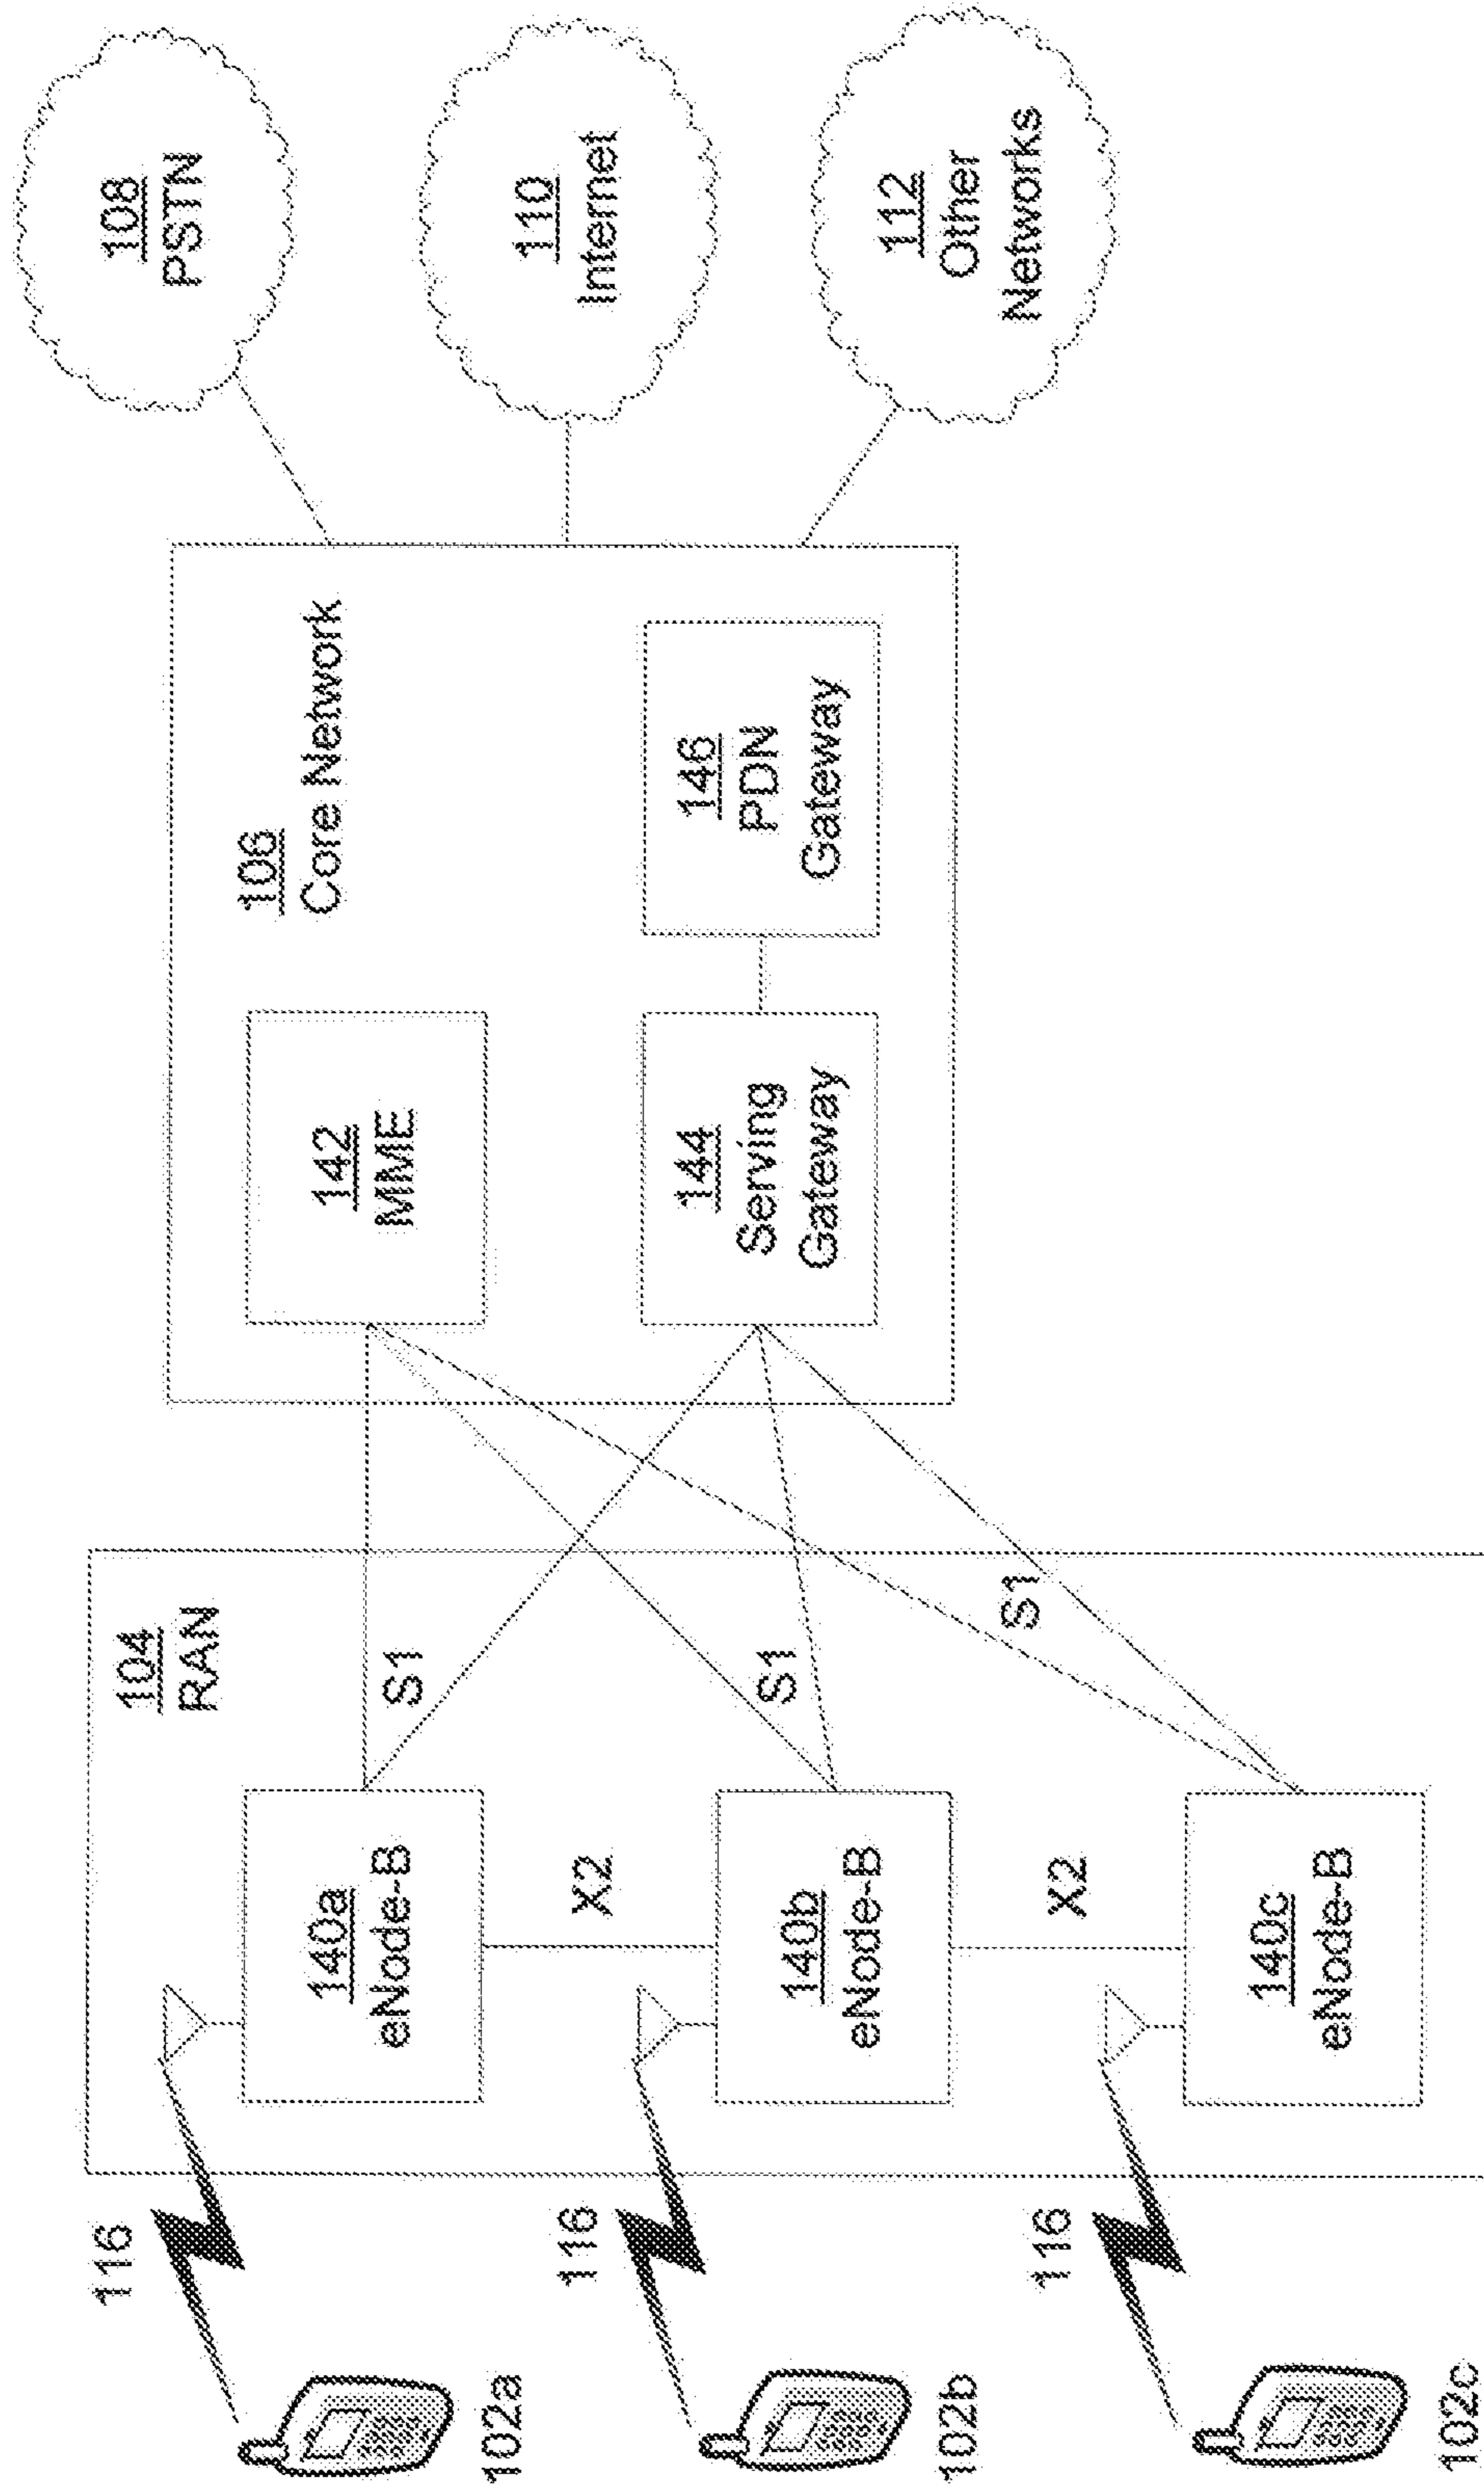 116
102a
116
102b
116
102c
104
RAN
140a
eNode-B
X2
140b
eNode-B
X2
140c
eNode-B
S1
S1
S1
106
Core Network
142
MME
144
Serving
Gateway
146
PDN
Gateway
108
PSTN
110
Internet
112
Other
Networks